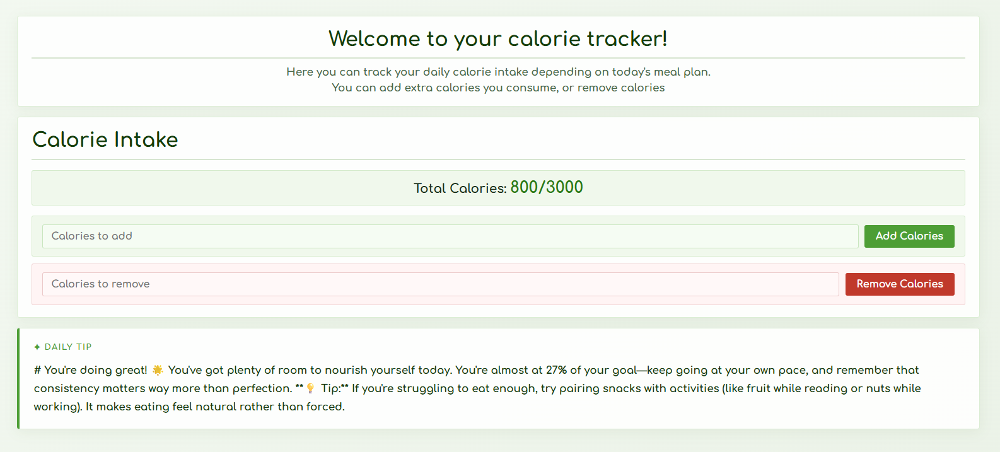 Welcome to your calorie tracker!
Here you can track your daily calorie intake depending on today's meal plan.
You can add extra calories you consume, or remove calories
Calorie Intake
Total Calories: 800/3000
Calories to add
Add Calories
Calories to remove
Remove Calories
✦ DAILY TIP
# You're doing great! 🌟 You've got plenty of room to nourish yourself today. You're almost at 27% of your goal—keep going at your own pace, and remember that
consistency matters way more than perfection. **💡 Tip:** If you're struggling to eat enough, try pairing snacks with activities (like fruit while reading or nuts while
working). It makes eating feel natural rather than forced.